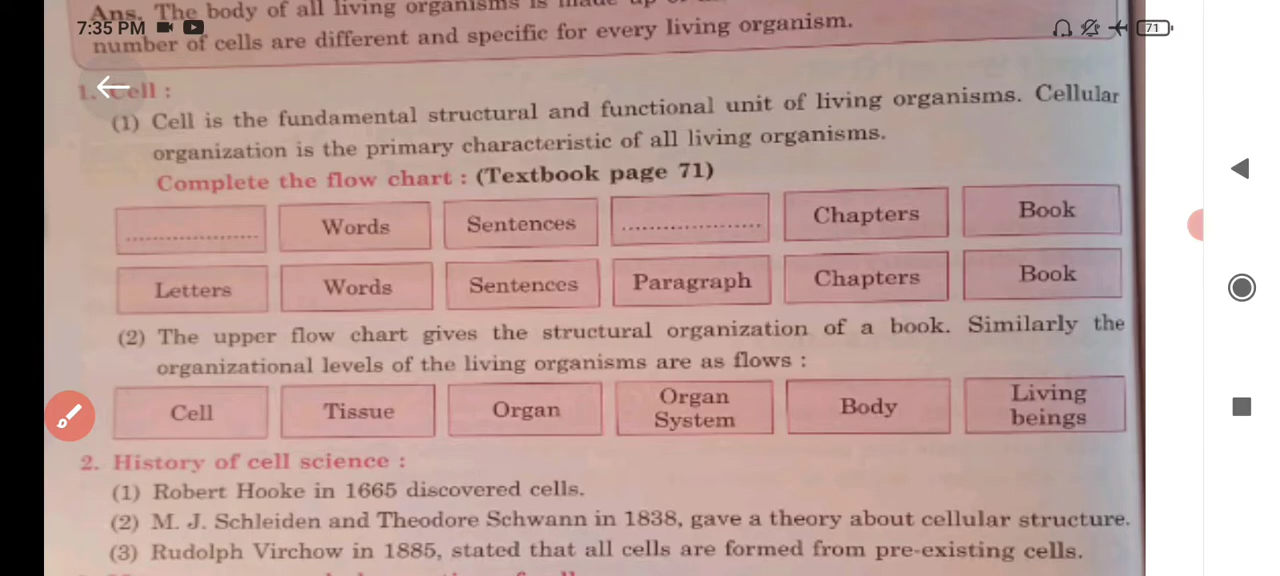 Ans. The body of all living organisms is made up of
7:35 PM
71
number of cells are different and specific for every living organism.
1. Cell :
(1) Cell is the fundamental structural and functional unit of living organisms. Cellular
organization is the primary characteristic of all living organisms.
Complete the flow chart : (Textbook page 71)
.................... Words Sentences .................... Chapters Book
Letters Words Sentences Paragraph Chapters Book
(2) The upper flow chart gives the structural organization of a book. Similarly the
organizational levels of the living organisms are as flows :
Cell Tissue Organ Organ System Body Living beings
2. History of cell science :
(1) Robert Hooke in 1665 discovered cells.
(2) M. J. Schleiden and Theodore Schwann in 1838, gave a theory about cellular structure.
(3) Rudolph Virchow in 1885, stated that all cells are formed from pre-existing cells.